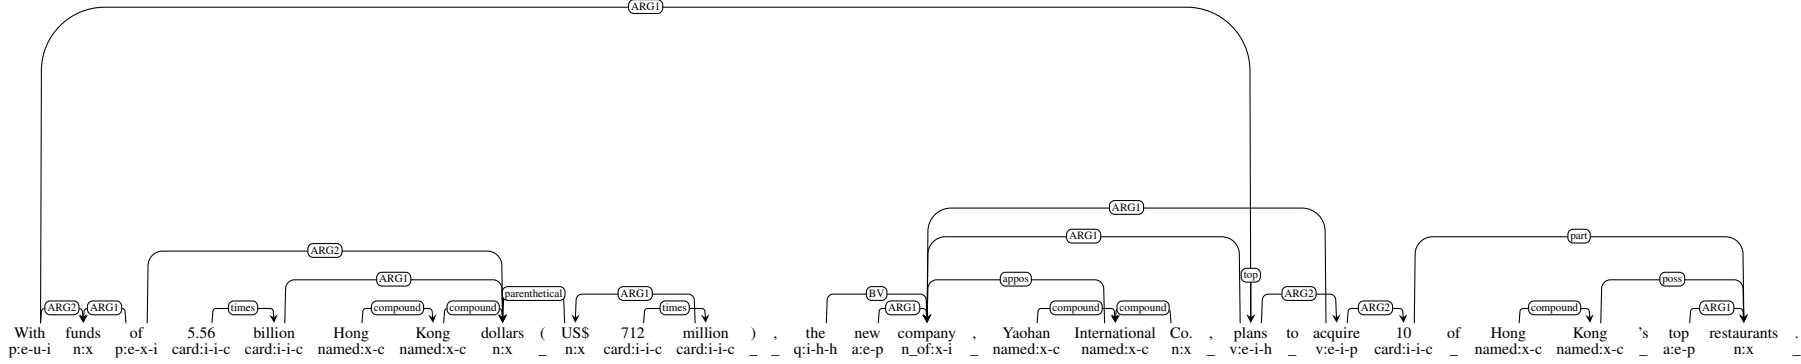 ARG1
ARG1
ARG2 ARG1 part
ARG1 appos top poss
parenthetical ARG1 BV ARG2
ARG2 ARG1 times compound compound times ARG1 compound compound ARG2 compound ARG1
With funds of 5.56 billion Hong Kong dollars ( US$ 712 million ) , the new company , Yaohan International Co. , plans to acquire 10 of Hong Kong 's top restaurants .
p:e-u-i n:x p:e-x-i card:i-i-c card:i-i-c named:x-c named:x-c n:x _ n:x card:i-i-c card:i-i-c _ _ q:i-h-h a:e-p n_of:x-i _ named:x-c named:x-c n:x _ v:e-i-h _ v:e-i-p card:i-i-c _ named:x-c named:x-c _ a:e-p n:x _